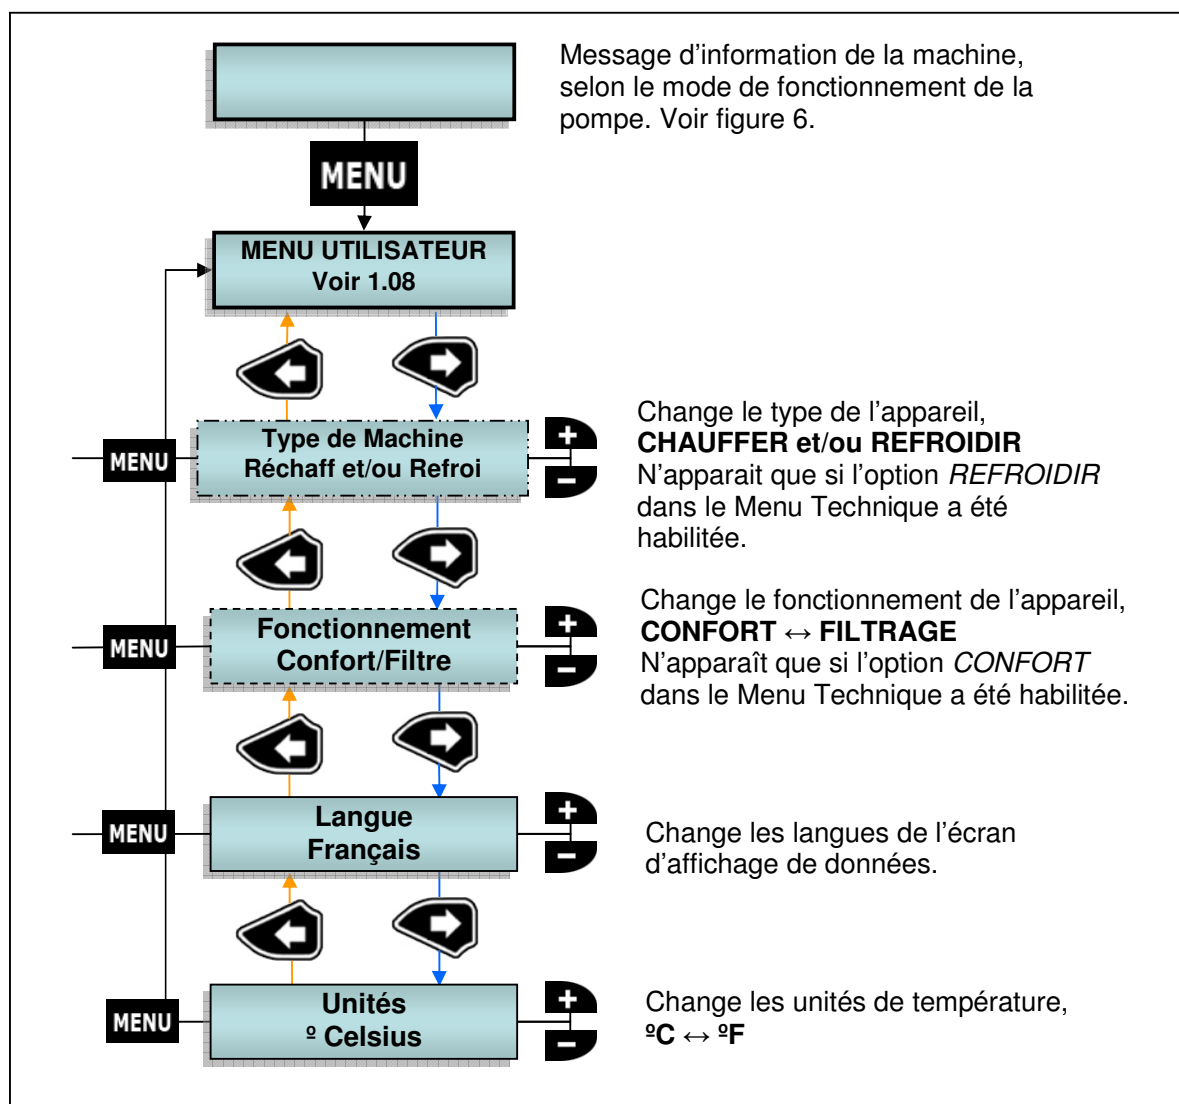 Message d'information de la machine,
selon le mode de fonctionnement de la
pompe. Voir figure 6.
MENU
MENU UTILISATEUR
Voir 1.08
MENU
Type de Machine
Réchaff et/ou Refroi
+
−
Change le type de l'appareil,
CHAUFFER et/ou REFROIDIR
N'apparait que si l'option REFROIDIR
dans le Menu Technique a été
habilitée.
MENU
Fonctionnement
Confort/Filtre
+
−
Change le fonctionnement de l'appareil,
CONFORT ↔ FILTRAGE
N'apparaît que si l'option CONFORT
dans le Menu Technique a été habilitée.
MENU
Langue
Français
+
−
Change les langues de l'écran
d'affichage de données.
MENU
Unités
º Celsius
+
−
Change les unités de température,
ºC ↔ ºF